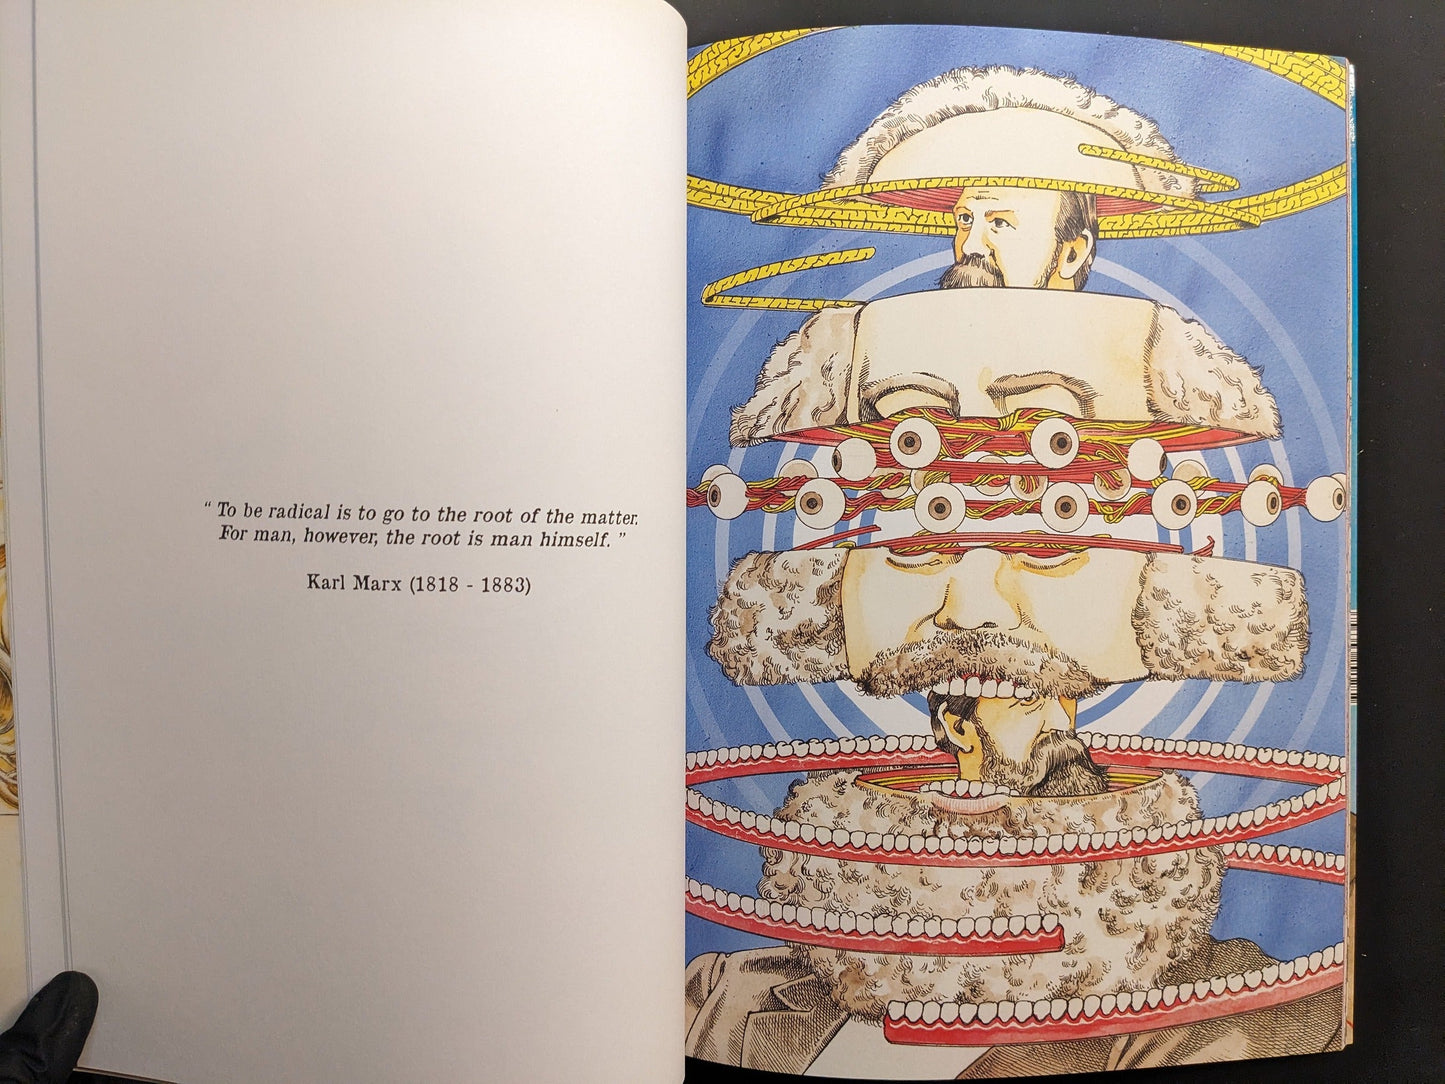 “ To be radical is to go to the root of the matter.
For man, however, the root is man himself. ”
Karl Marx (1818 - 1883)